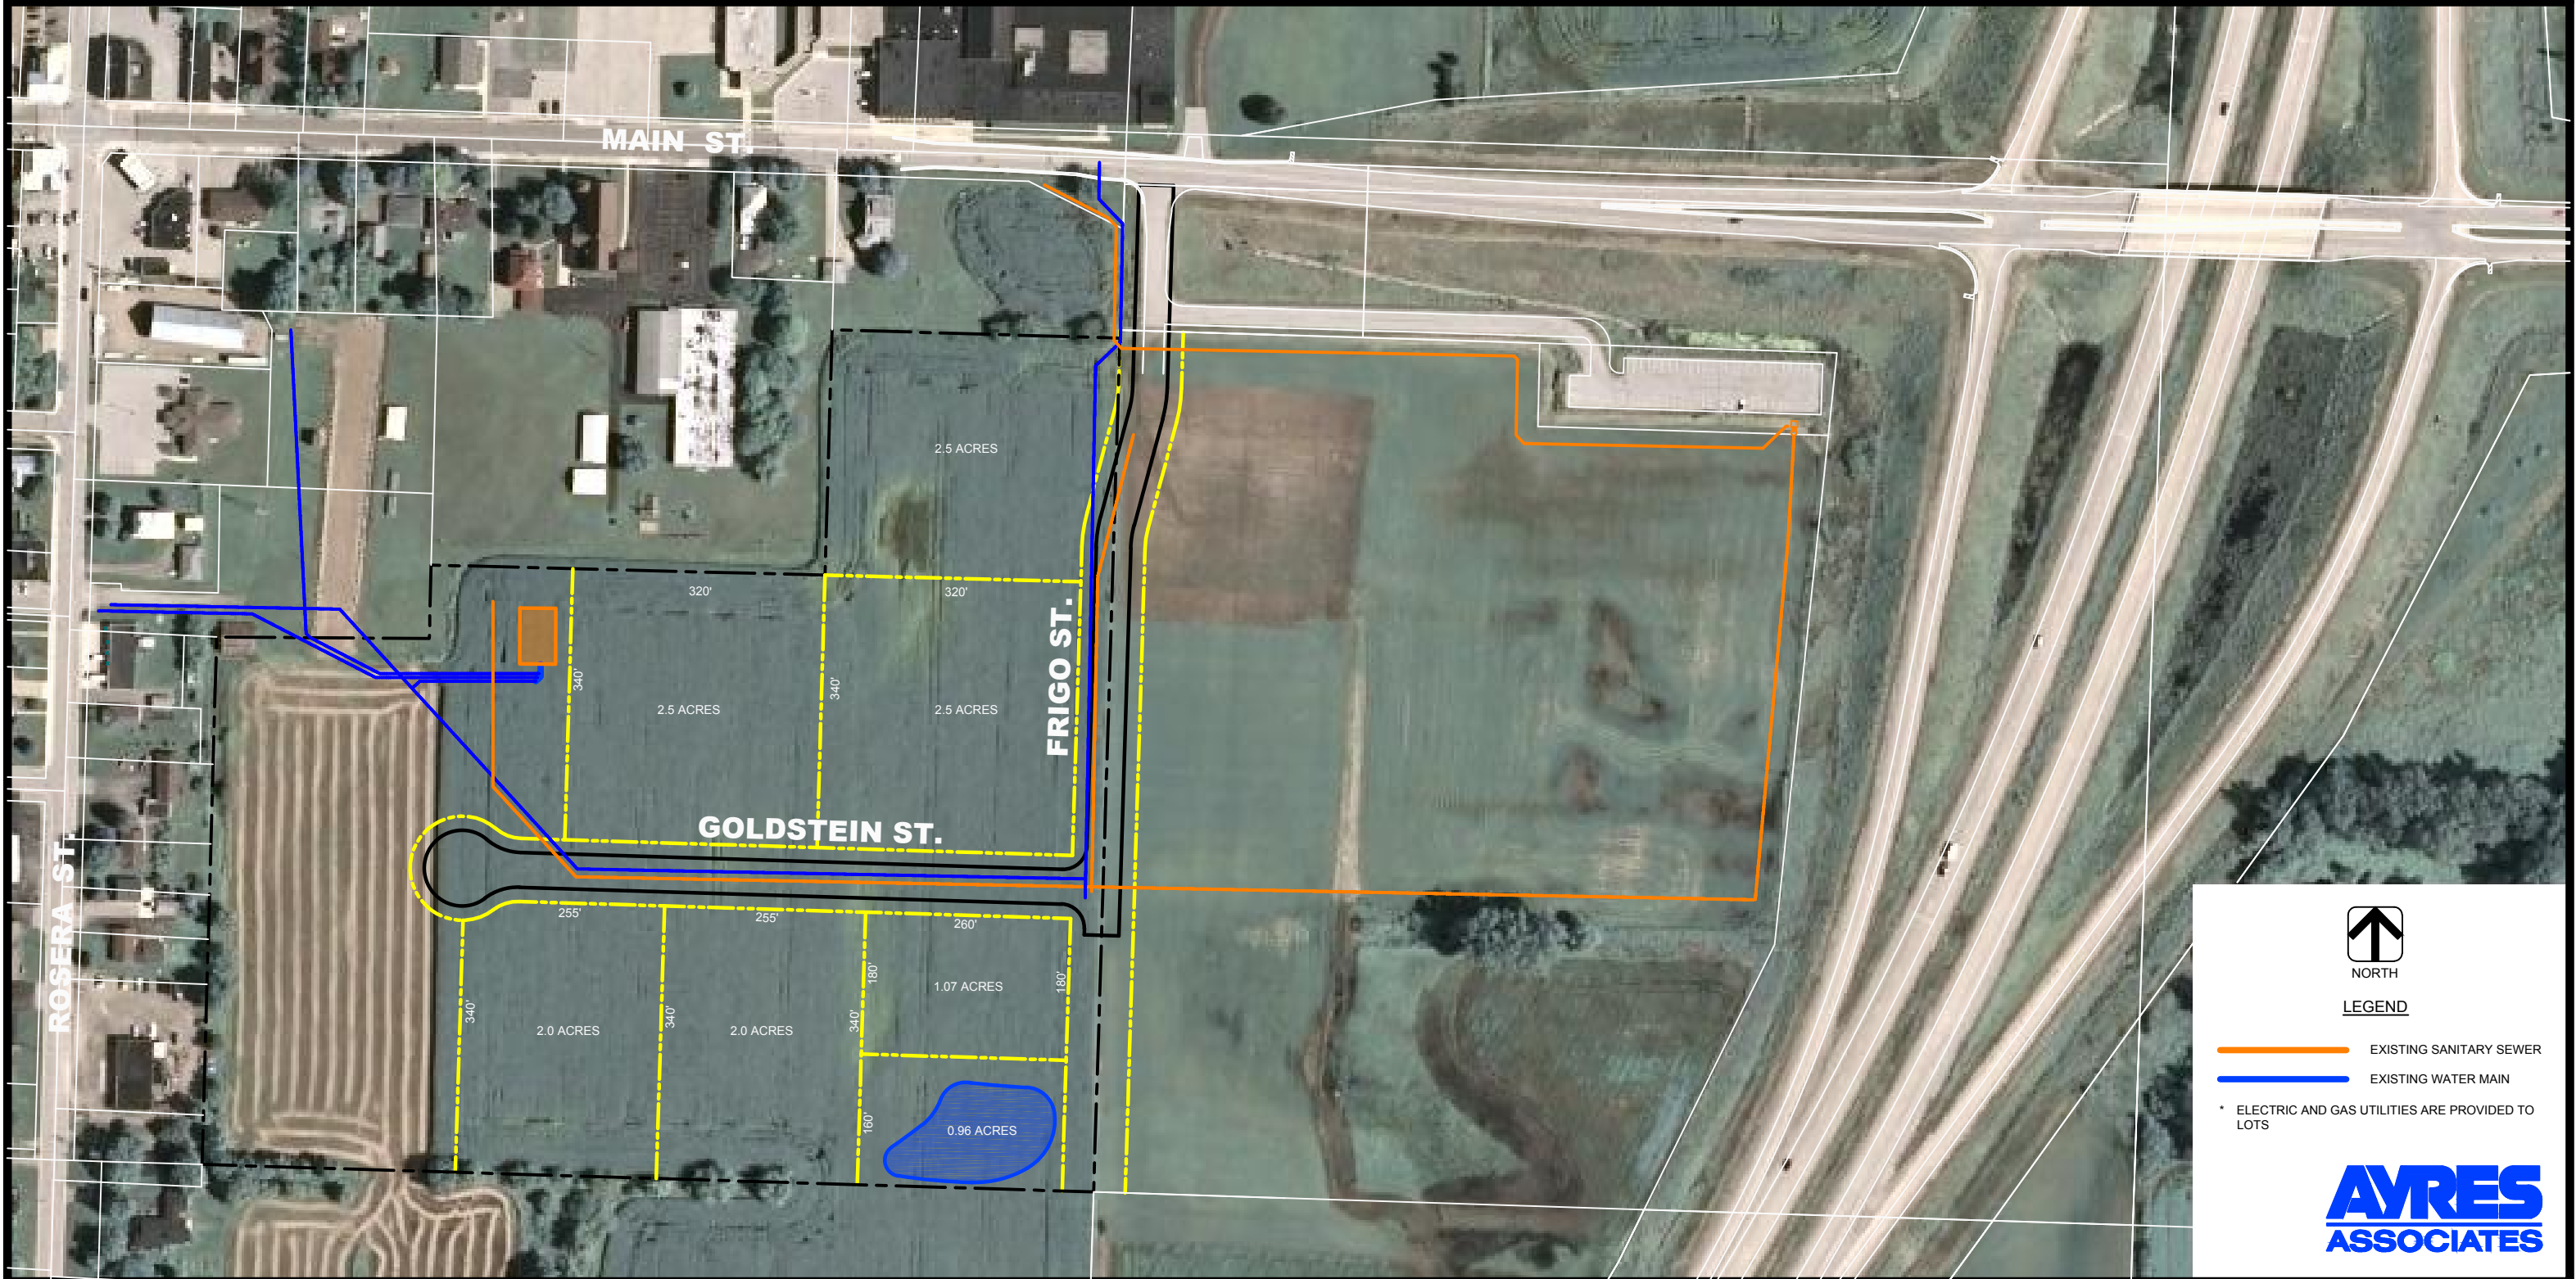 MAIN ST.
2.5 ACRES
320'
320'
FRIGO ST.
340'
340'
2.5 ACRES
2.5 ACRES
GOLDSTEIN ST.
ROSERA ST.
255'
255'
260'
180'
180'
1.07 ACRES
340'
340'
340'
2.0 ACRES
2.0 ACRES
160'
0.96 ACRES
NORTH
LEGEND
EXISTING SANITARY SEWER
EXISTING WATER MAIN
* ELECTRIC AND GAS UTILITIES ARE PROVIDED TO
LOTS
AYRES
ASSOCIATES